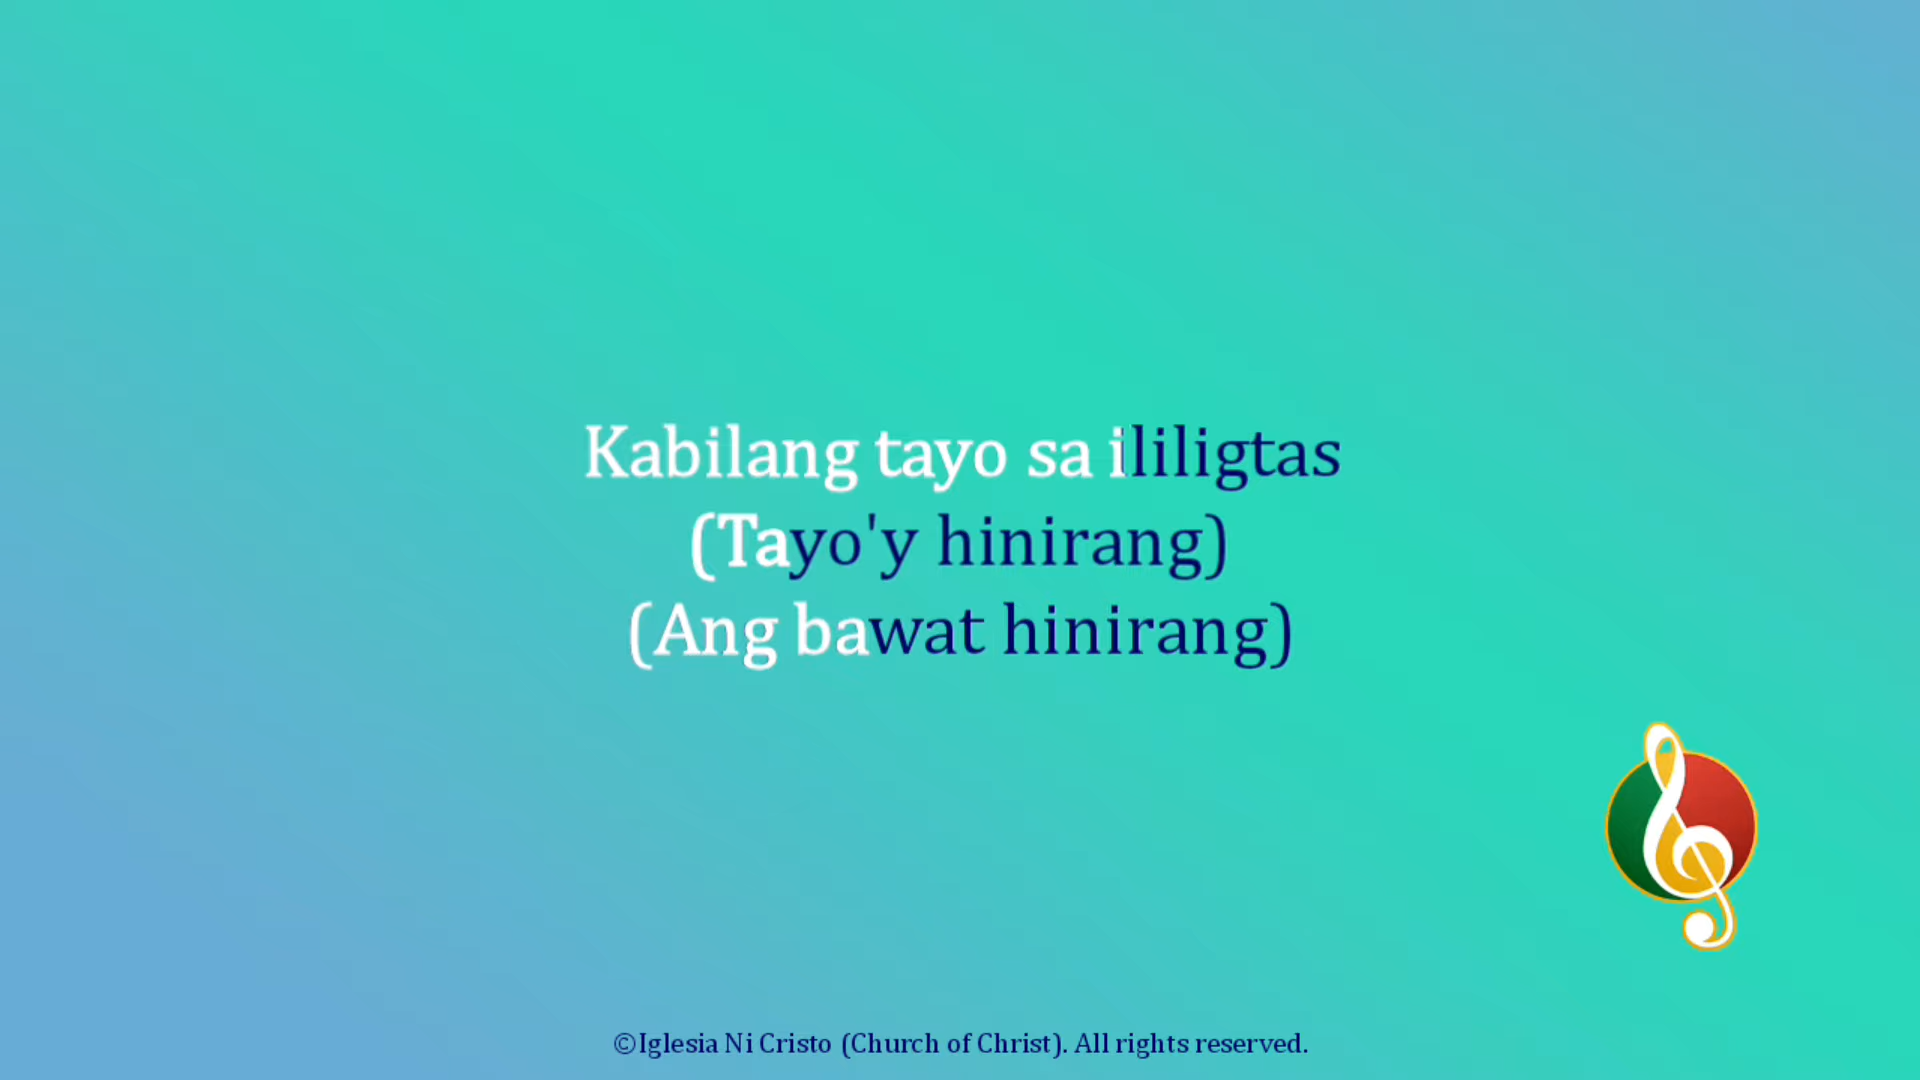 Kabilang tayo sa ililigtas
(Tayo'y hinirang)
(Ang bawat hinirang)
©Iglesia Ni Cristo (Church of Christ). All rights reserved.